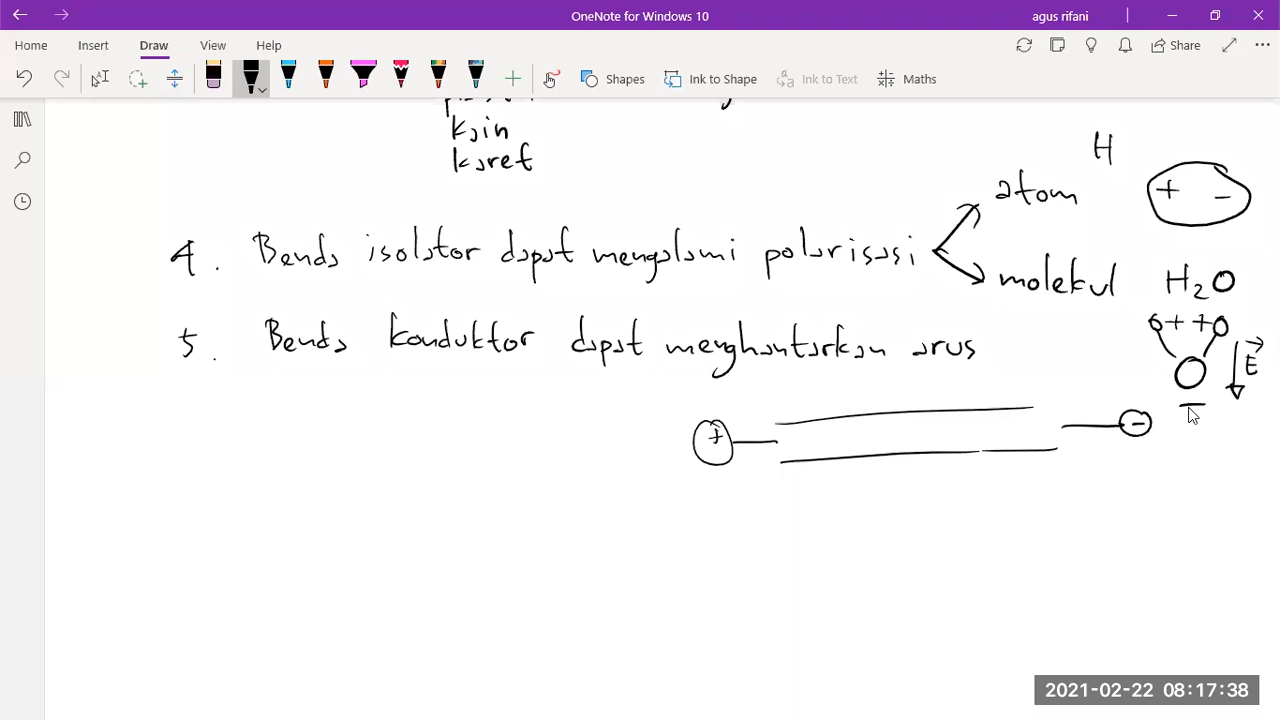 OneNote for Windows 10
agus rifani
Home
Insert
Draw
View
Help
Share
Shapes
Ink to Shape
Ink to Text
Maths
kain
karet
H
atom
+ -
4. Benda isolator dapat mengalami polarisasi
molekul H2O
+ +
5. Benda konduktor dapat menghantarkan arus
E
-
+
-
2021-02-22 08:17:38